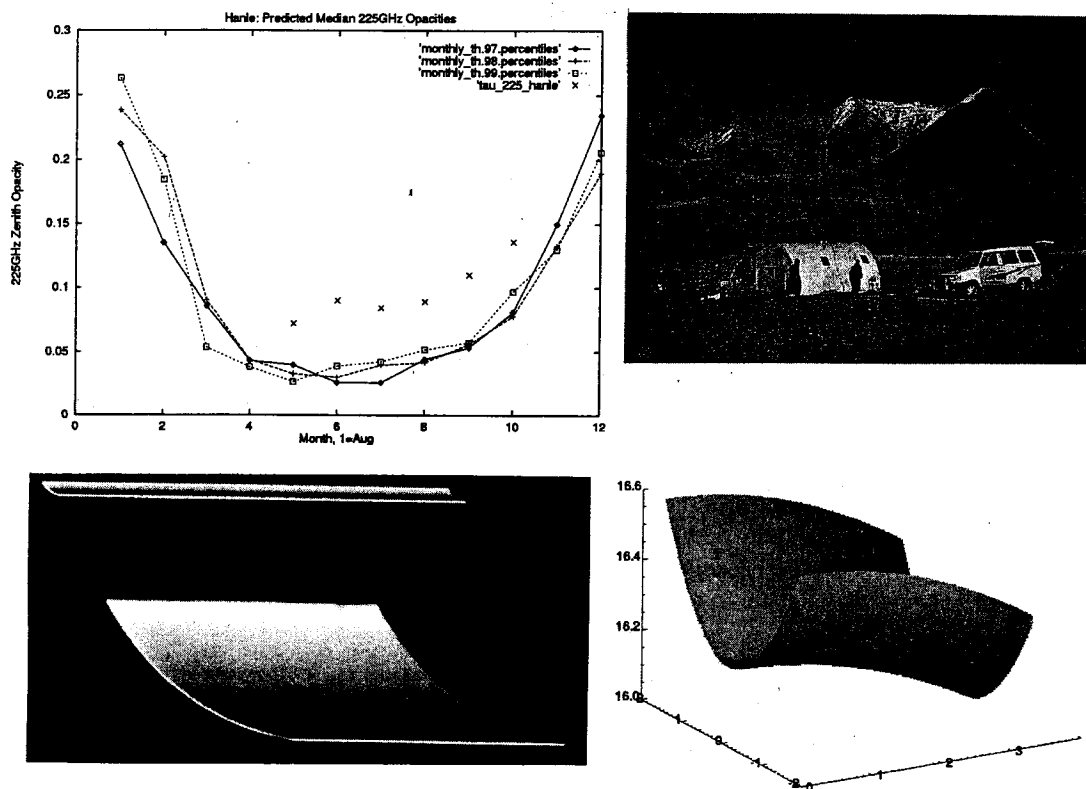 Hanle: Predicted Median 225GHz Opacities
0.3
0.25
0.2
0.15
0.1
0.05
0
225GHz Zenith Opacity
'monthly_th.97.percentiles'
'monthly_th.98.percentiles'
'monthly_th.99.percentiles'
'tau_225_hanle'
0 2 4 6 8 10 12
Month, 1=Aug
16.6
16.4
16.2
16.0
0
1 2 3